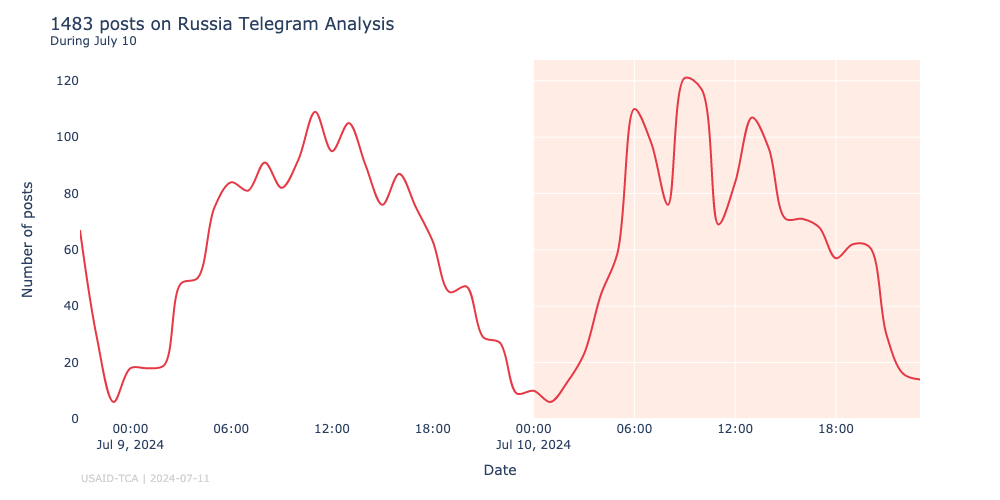 1483 posts on Russia Telegram Analysis
During July 10
120
100
80
60
40
20
0
Number of posts
00:00 06:00 12:00 18:00 00:00 06:00 12:00 18:00
Jul 9, 2024 Jul 10, 2024
Date
USAID-TCA | 2024-07-11